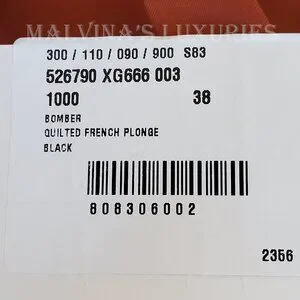 MALVINA'S LUXURIES
300 / 110 / 090 / 900 S83
526790 XG666 003
1000 38
BOMBER
QUILTED FRENCH PLONGE
BLACK
808306002
2356